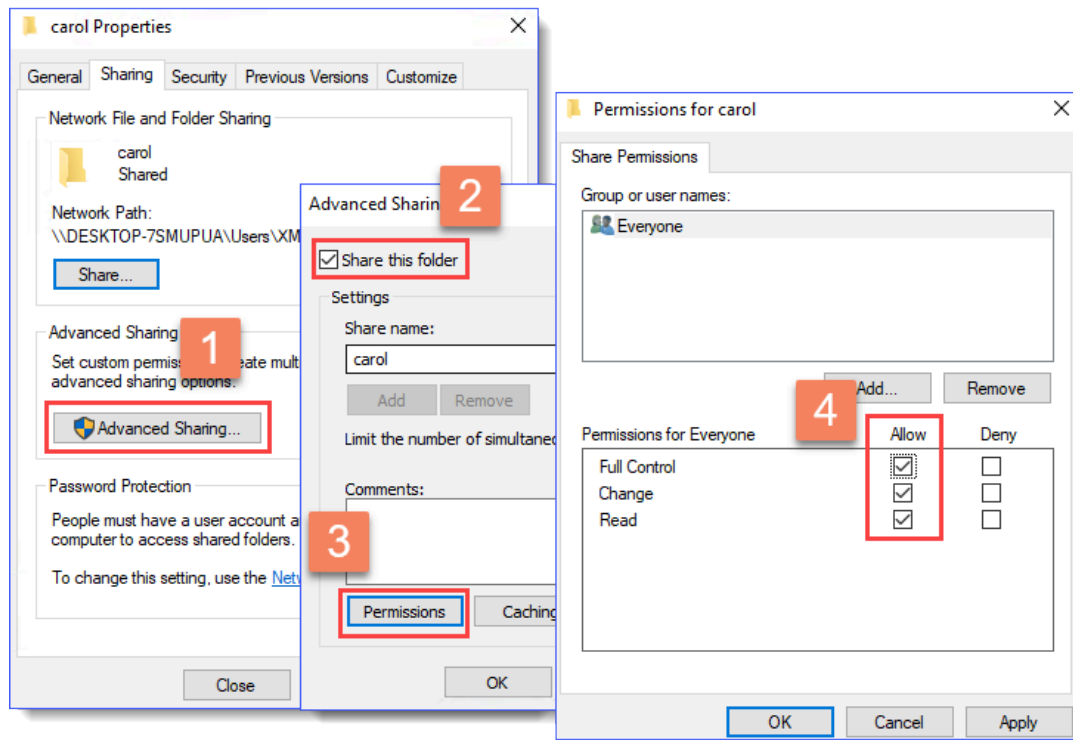 carol Properties
General Sharing Security Previous Versions Customize
Network File and Folder Sharing
carol
Shared
Network Path:
\\DESKTOP-7SMUPUA\Users\XM
Share...
Advanced Sharing
1
Set custom permis eate mult
advanced sharing options.
Advanced Sharing...
Password Protection
People must have a user account a
computer to access shared folders.
To change this setting, use the Netw
Close
Advanced Sharin
2
Share this folder
Settings
Share name:
carol
Add Remove
Limit the number of simultaneo
Comments:
3
Permissions Caching
OK
Permissions for carol
Share Permissions
Group or user names:
Everyone
Add... Remove
4
Permissions for Everyone Allow Deny
Full Control
Change
Read
OK Cancel Apply